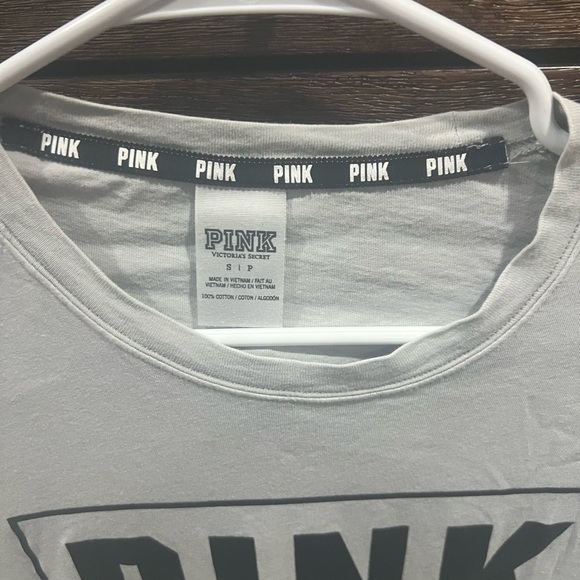 PINK PINK PINK PINK PINK PINK
PINK
VICTORIA'S SECRET
S | P
MADE IN VIETNAM / FAIT AU
VIETNAM / HECHO EN VIETNAM
100% COTTON / COTON / ALGODÓN
PINK